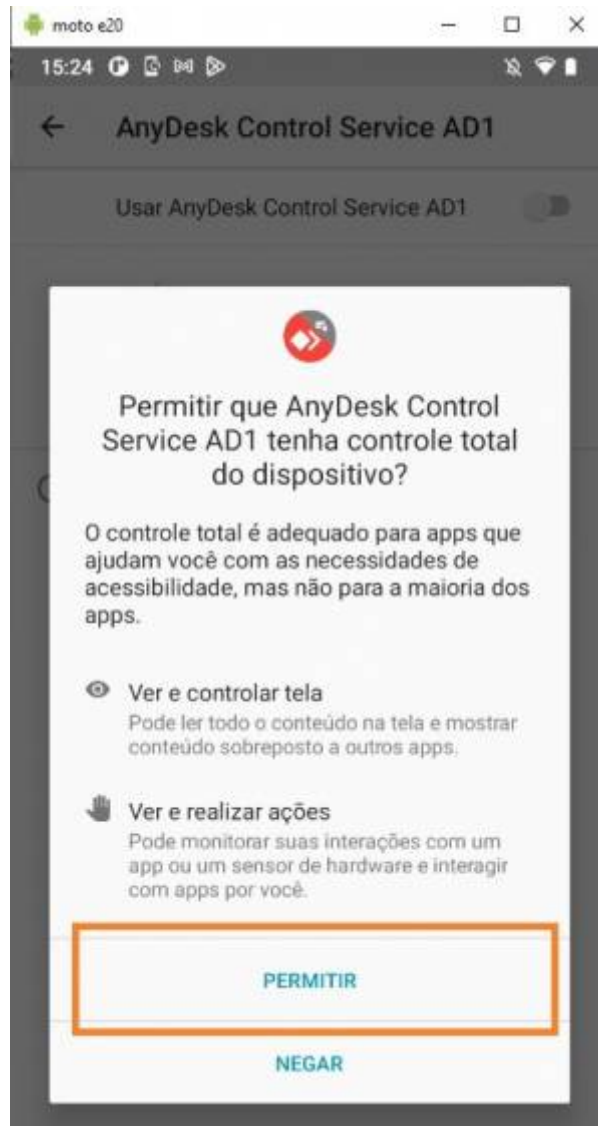 moto e20
15:24
AnyDesk Control Service AD1
Usar AnyDesk Control Service AD1
Permitir que AnyDesk Control
Service AD1 tenha controle total
do dispositivo?
O controle total é adequado para apps que
ajudam você com as necessidades de
acessibilidade, mas não para a maioria dos
apps.
Ver e controlar tela
Pode ler todo o conteúdo na tela e mostrar
conteúdo sobreposto a outros apps.
Ver e realizar ações
Pode monitorar suas interações com um
app ou um sensor de hardware e interagir
com apps por você.
PERMITIR
NEGAR